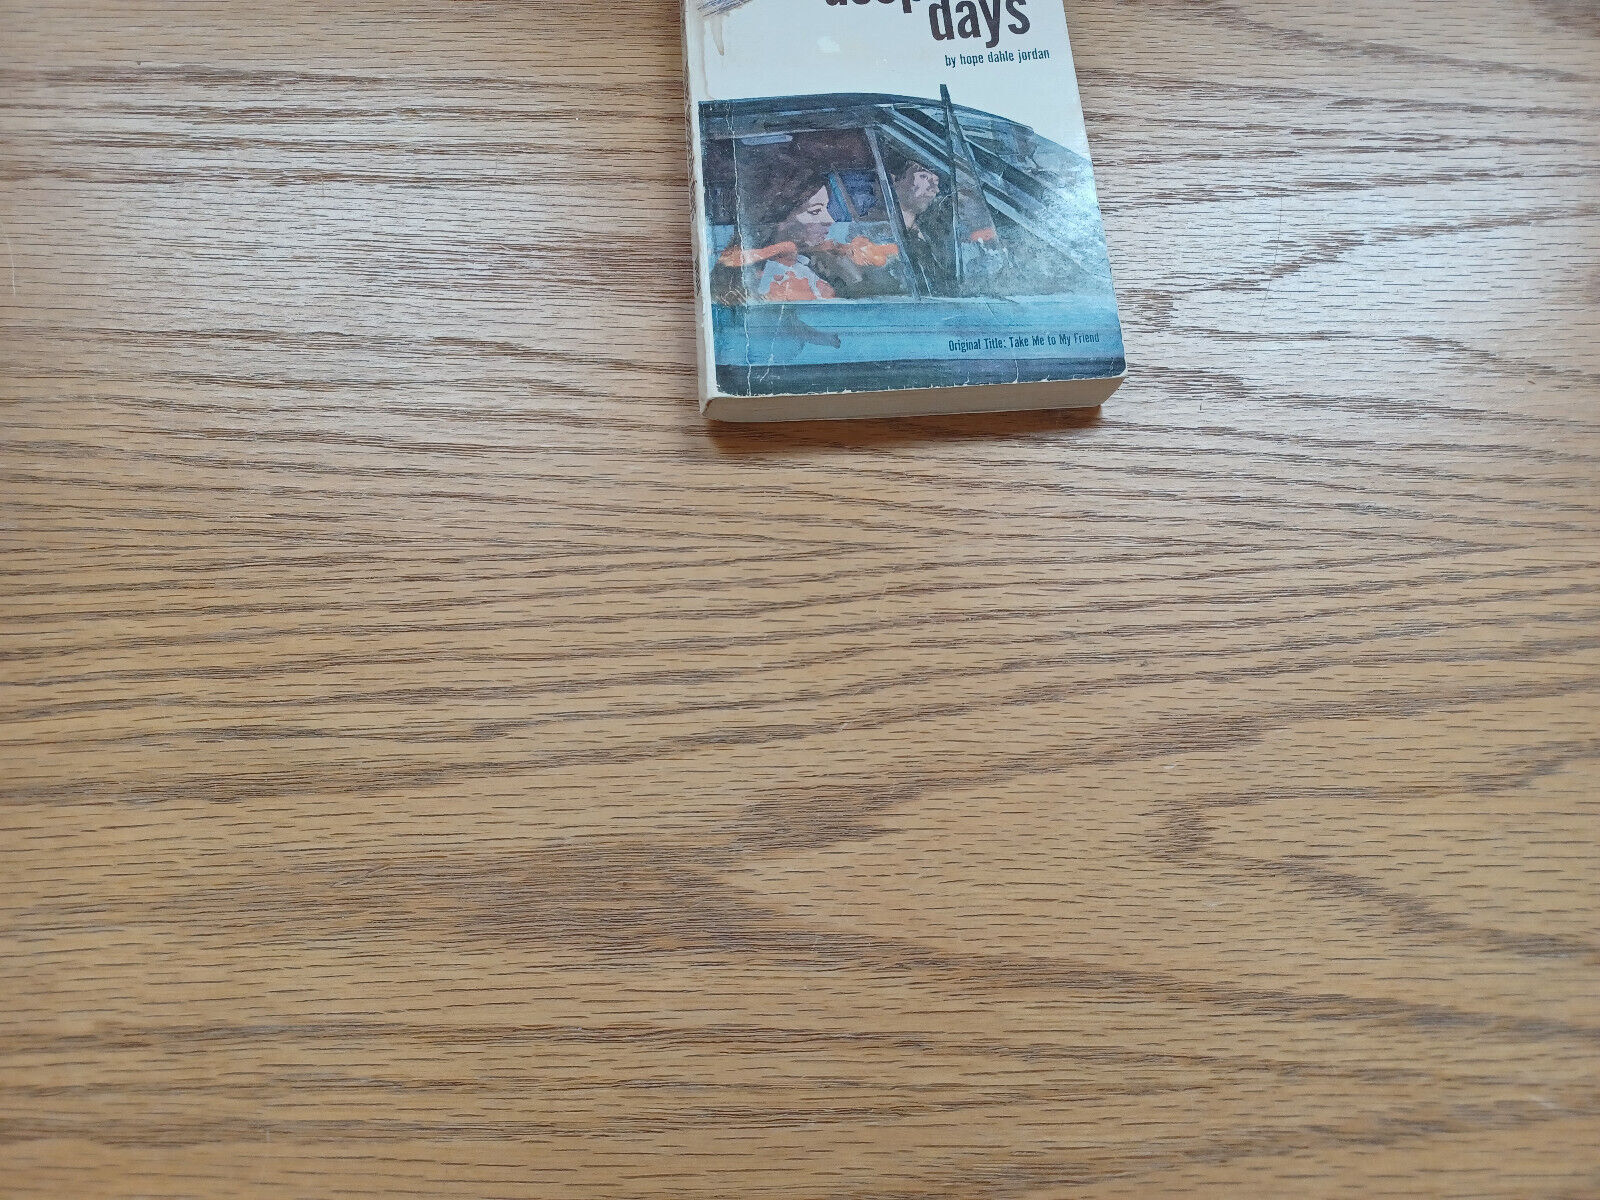 days
by hope dahle jordan
Original Title: Take Me to My Friend